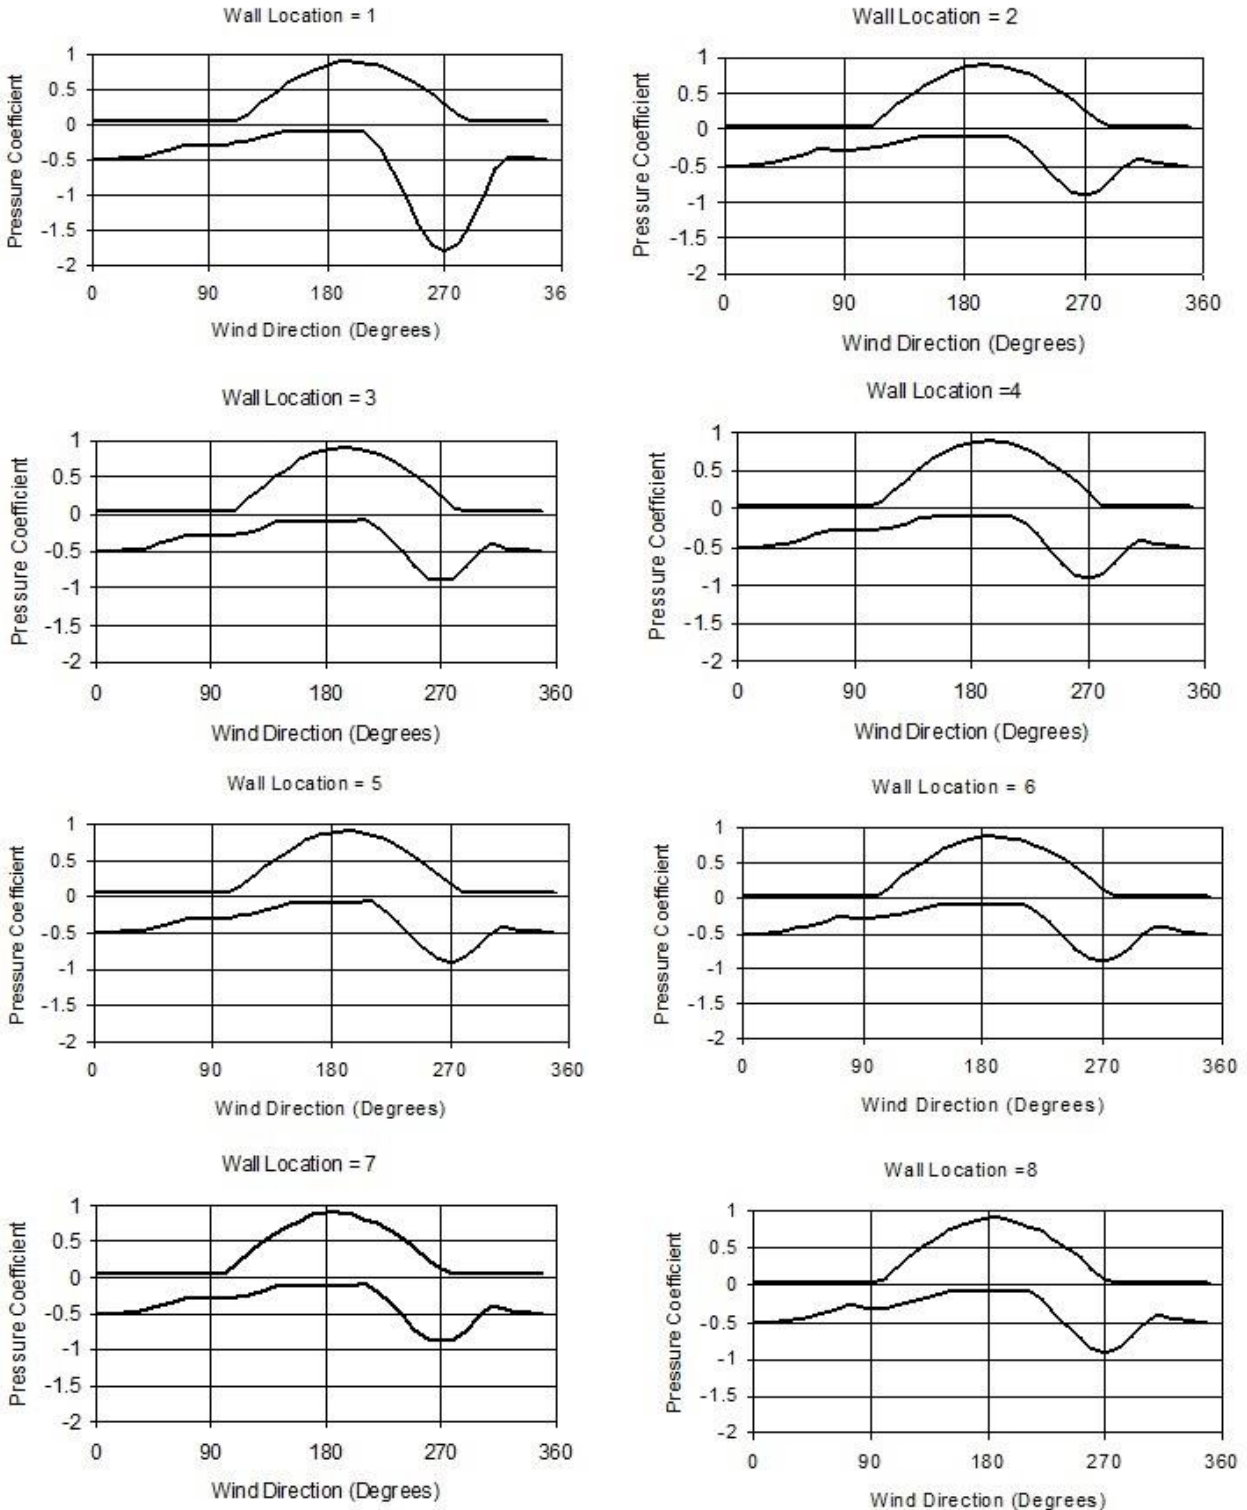 Wall Location = 1
Pressure Coefficient
1
0.5
0
-0.5
-1
-1.5
-2
0 90 180 270 36
Wind Direction (Degrees)
Wall Location = 2
Pressure Coefficient
1
0.5
0
-0.5
-1
-1.5
-2
0 90 180 270 360
Wind Direction (Degrees)
Wall Location = 3
Pressure Coefficient
1
0.5
0
-0.5
-1
-1.5
-2
0 90 180 270 360
Wind Direction (Degrees)
Wall Location =4
Pressure Coefficient
1
0.5
0
-0.5
-1
-1.5
-2
0 90 180 270 360
Wind Direction (Degrees)
Wall Location = 5
Pressure Coefficient
1
0.5
0
-0.5
-1
-1.5
-2
0 90 180 270 360
Wind Direction (Degrees)
Wall Location = 6
Pressure Coefficient
1
0.5
0
-0.5
-1
-1.5
-2
0 90 180 270 360
Wind Direction (Degrees)
Wall Location = 7
Pressure Coefficient
1
0.5
0
-0.5
-1
-1.5
-2
0 90 180 270 360
Wind Direction (Degrees)
Wall Location =8
Pressure Coefficient
1
0.5
0
-0.5
-1
-1.5
-2
0 90 180 270 360
Wind Direction (Degrees)